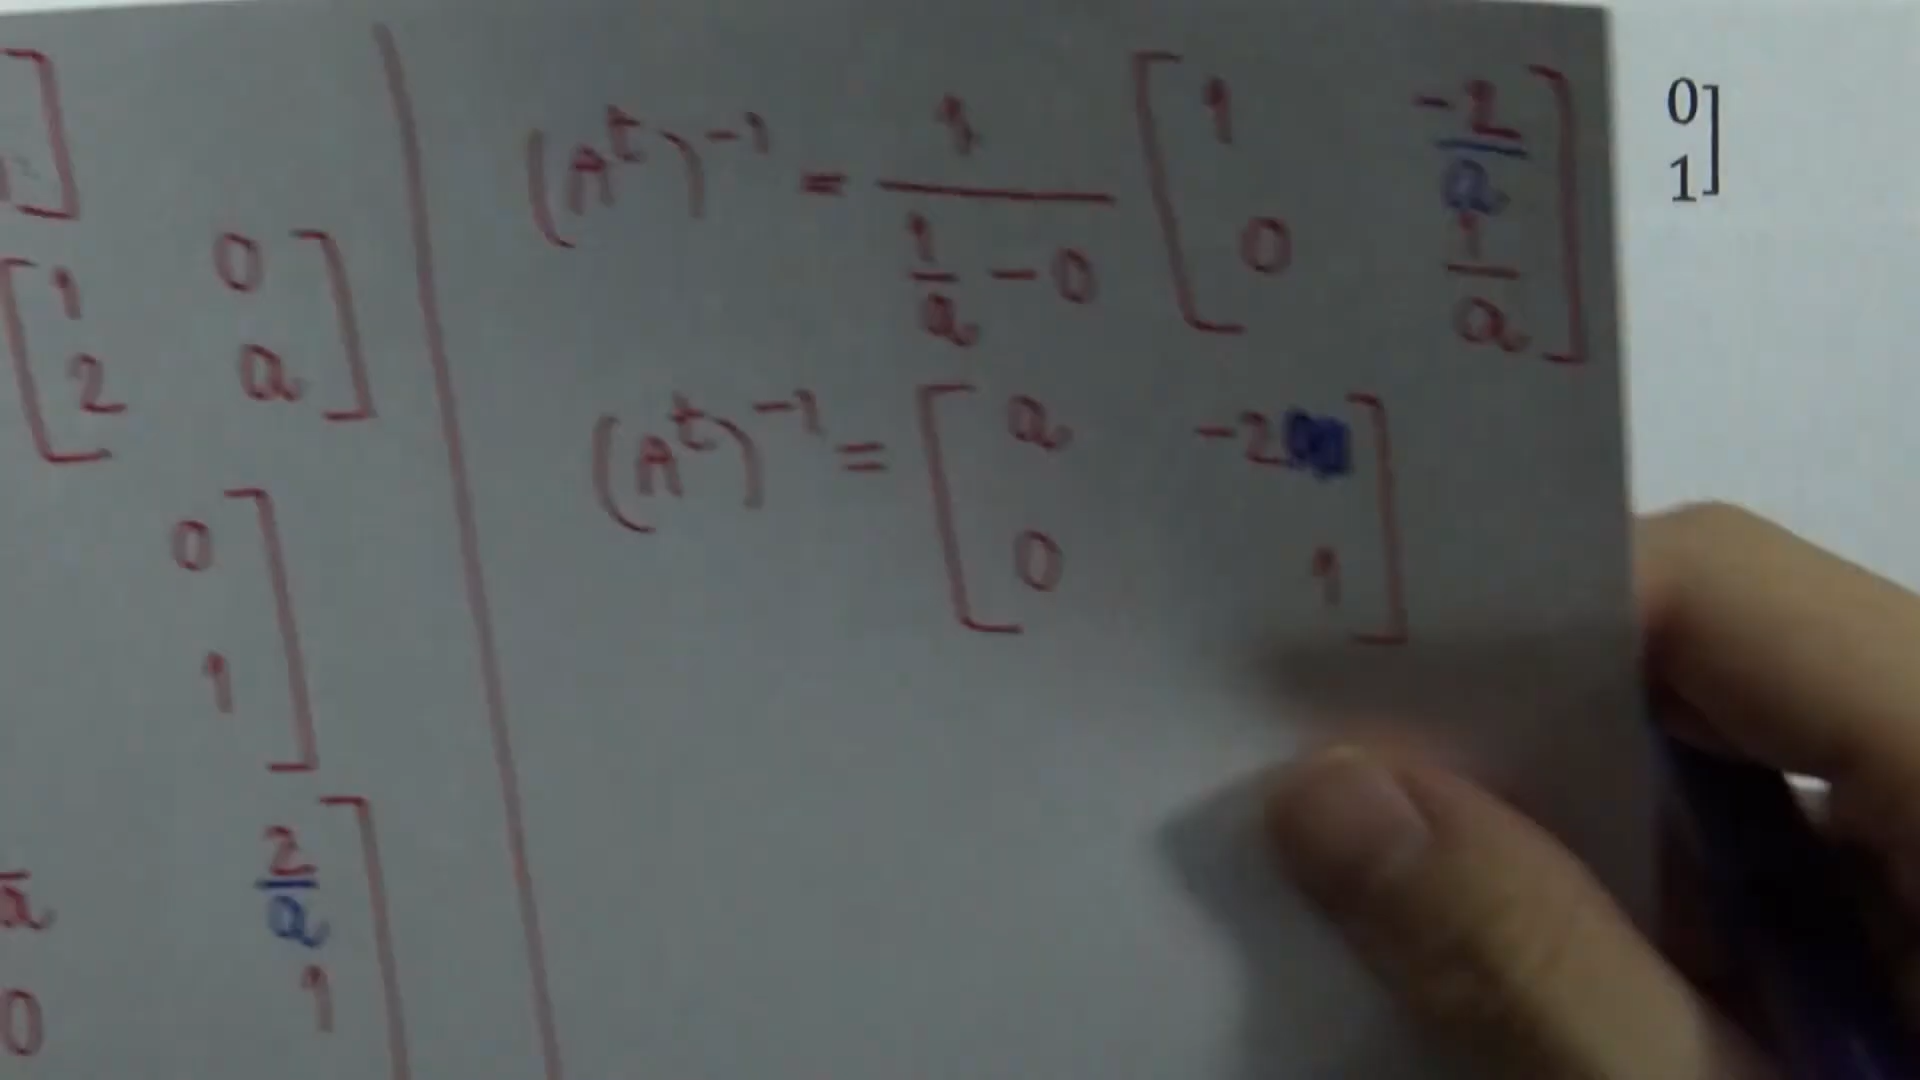 ]
[1 0
2 a]
0
1]
a 2/a
0 1]
(A^t)^-1 = 1/(1/a - 0) [1 -2/a
0 1/a]
(A^t)^-1 = [a -2
0 1]
0
1]